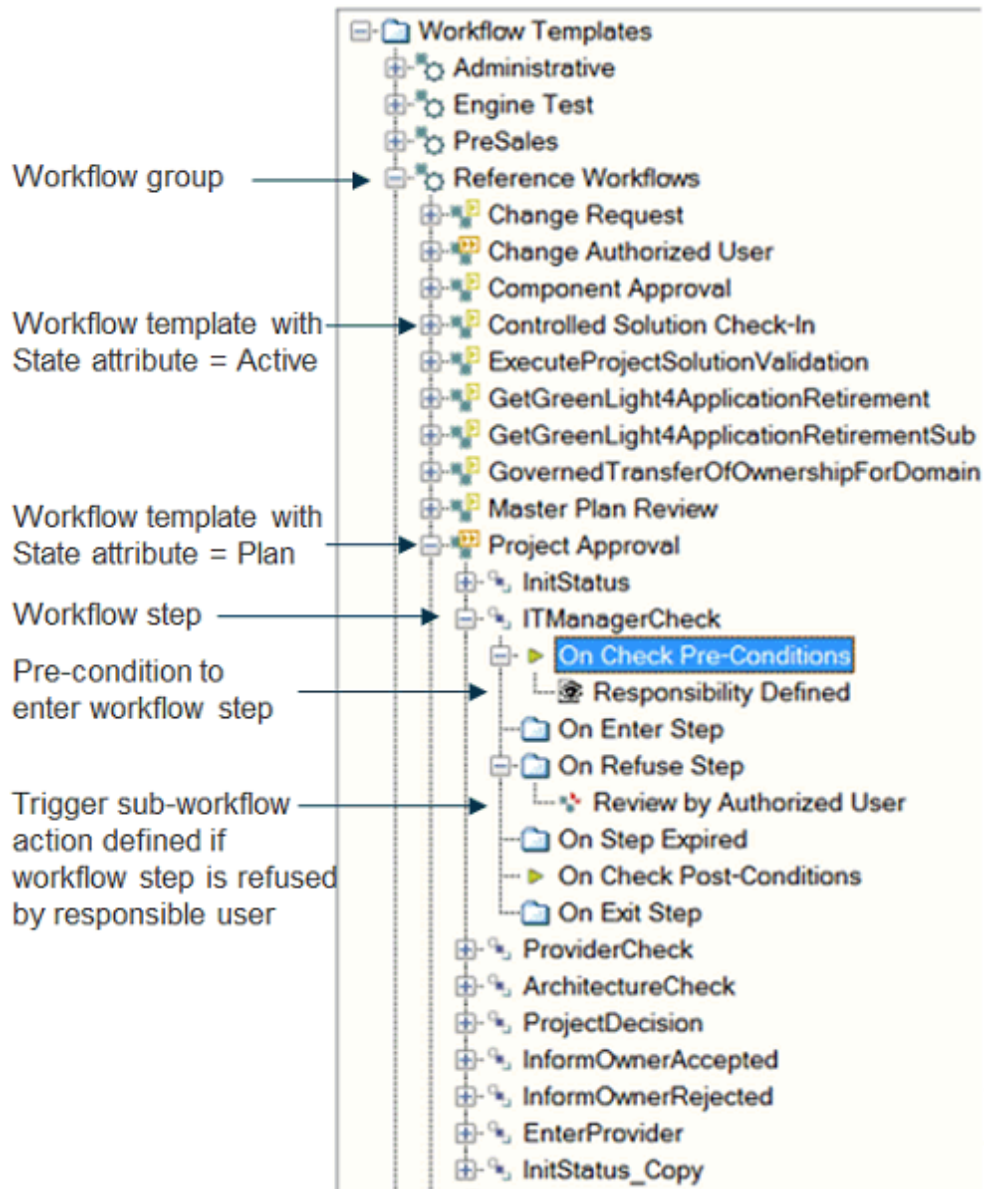 Workflow Templates
Administrative
Engine Test
PreSales
Workflow group
Reference Workflows
Change Request
Change Authorized User
Component Approval
Workflow template with
State attribute = Active
Controlled Solution Check-In
ExecuteProjectSolutionValidation
GetGreenLight4ApplicationRetirement
GetGreenLight4ApplicationRetirementSub
GovernedTransferOfOwnershipForDomain
Master Plan Review
Workflow template with
State attribute = Plan
Project Approval
InitStatus
Workflow step
ITManagerCheck
Pre-condition to
enter workflow step
On Check Pre-Conditions
Responsibility Defined
On Enter Step
On Refuse Step
Trigger sub-workflow
action defined if
workflow step is refused
by responsible user
Review by Authorized User
On Step Expired
On Check Post-Conditions
On Exit Step
ProviderCheck
ArchitectureCheck
ProjectDecision
InformOwnerAccepted
InformOwnerRejected
EnterProvider
InitStatus_Copy